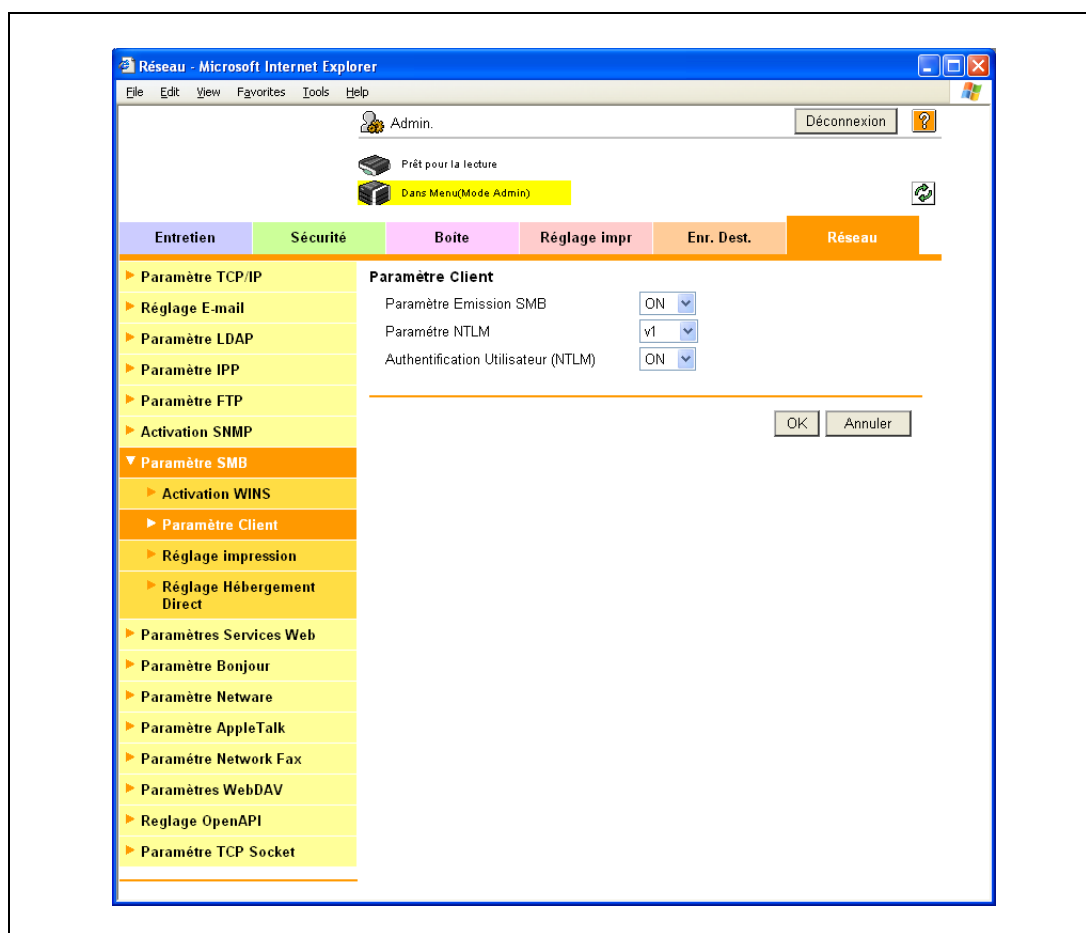 Réseau - Microsoft Internet Explorer
File Edit View Favorites Tools Help
Admin.
Déconnexion
?
Prêt pour la lecture
Dans Menu(Mode Admin)
Entretien Sécurité Boîte Réglage impr Enr. Dest. Réseau
Paramètre TCP/IP
Réglage E-mail
Paramètre LDAP
Paramètre IPP
Paramètre FTP
Activation SNMP
Paramètre SMB
Activation WINS
Paramètre Client
Réglage impression
Réglage Hébergement
Direct
Paramètres Services Web
Paramètre Bonjour
Paramètre Netware
Paramètre AppleTalk
Paramétre Network Fax
Paramètres WebDAV
Reglage OpenAPI
Paramétre TCP Socket
Paramètre Client
Paramètre Emission SMB ON
Paramétre NTLM v1
Authentification Utilisateur (NTLM) ON
OK Annuler